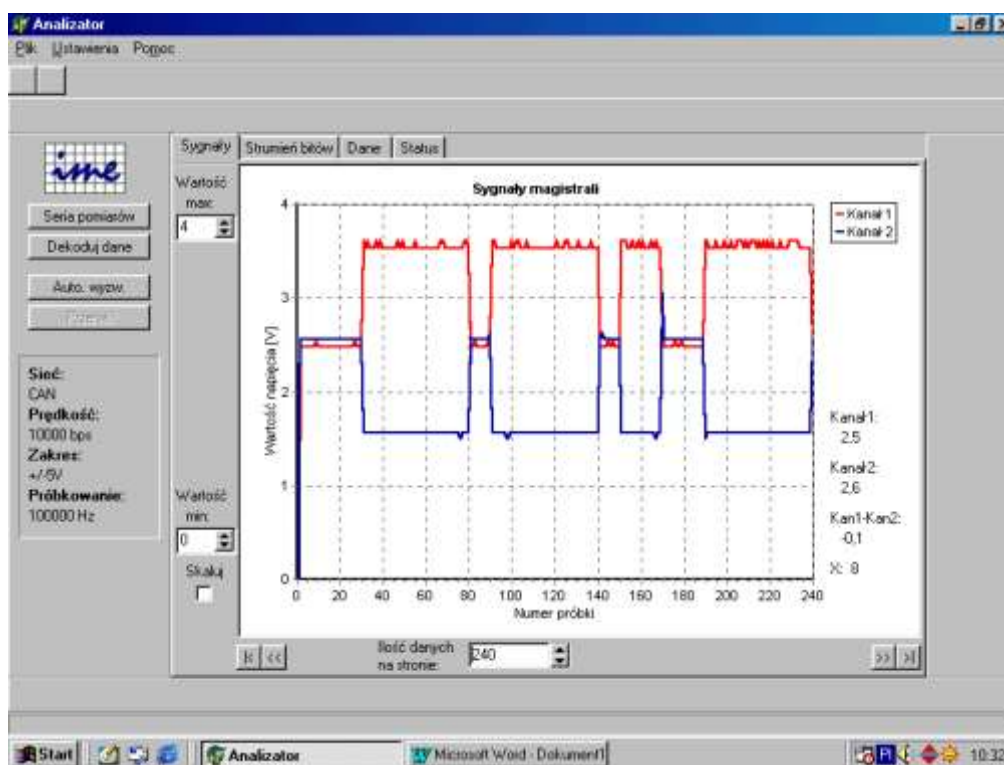 Analizator
Plik Ustawienia Pomoc
ime
Seria pomiarów
Dekoduj dane
Auto. wyzw.
Sieć:
CAN
Prędkość:
10000 bps
Zakres:
+/-5V
Próbkowanie:
100000 Hz
Sygnały Strumień bitów Dane Status
Wartość
max:
4
Wartość
min:
0
Skaluj
Sygnały magistrali
Kanał 1
Kanał 2
Wartość napięcia [V]
4
3
2
1
0
0 20 40 60 80 100 120 140 160 180 200 220 240
Numer próbki
Kanał1:
2,5
Kanał2:
2,6
Kan1-Kan2:
-0,1
X: 8
Ilość danych
na stronie:
240
Start Analizator Microsoft Word - Dokument1 Pl 10:32